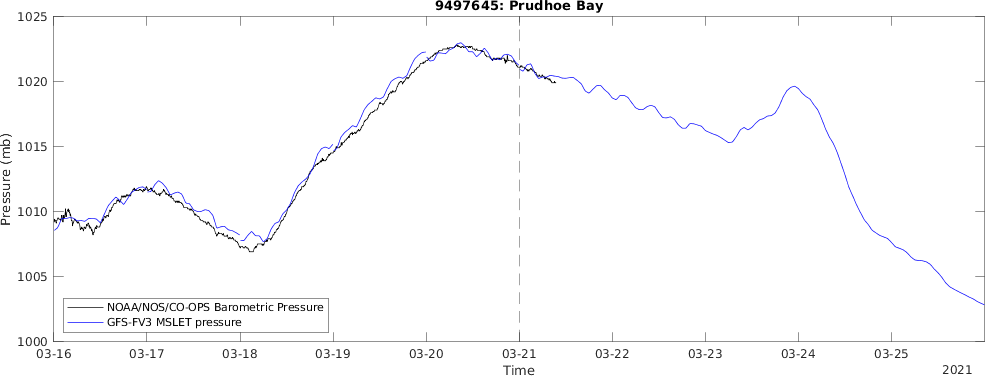 9497645: Prudhoe Bay
1025
1020
1015
1010
1005
1000
Pressure (mb)
NOAA/NOS/CO-OPS Barometric Pressure
GFS-FV3 MSLET pressure
03-16 03-17 03-18 03-19 03-20 03-21 03-22 03-23 03-24 03-25
Time
2021